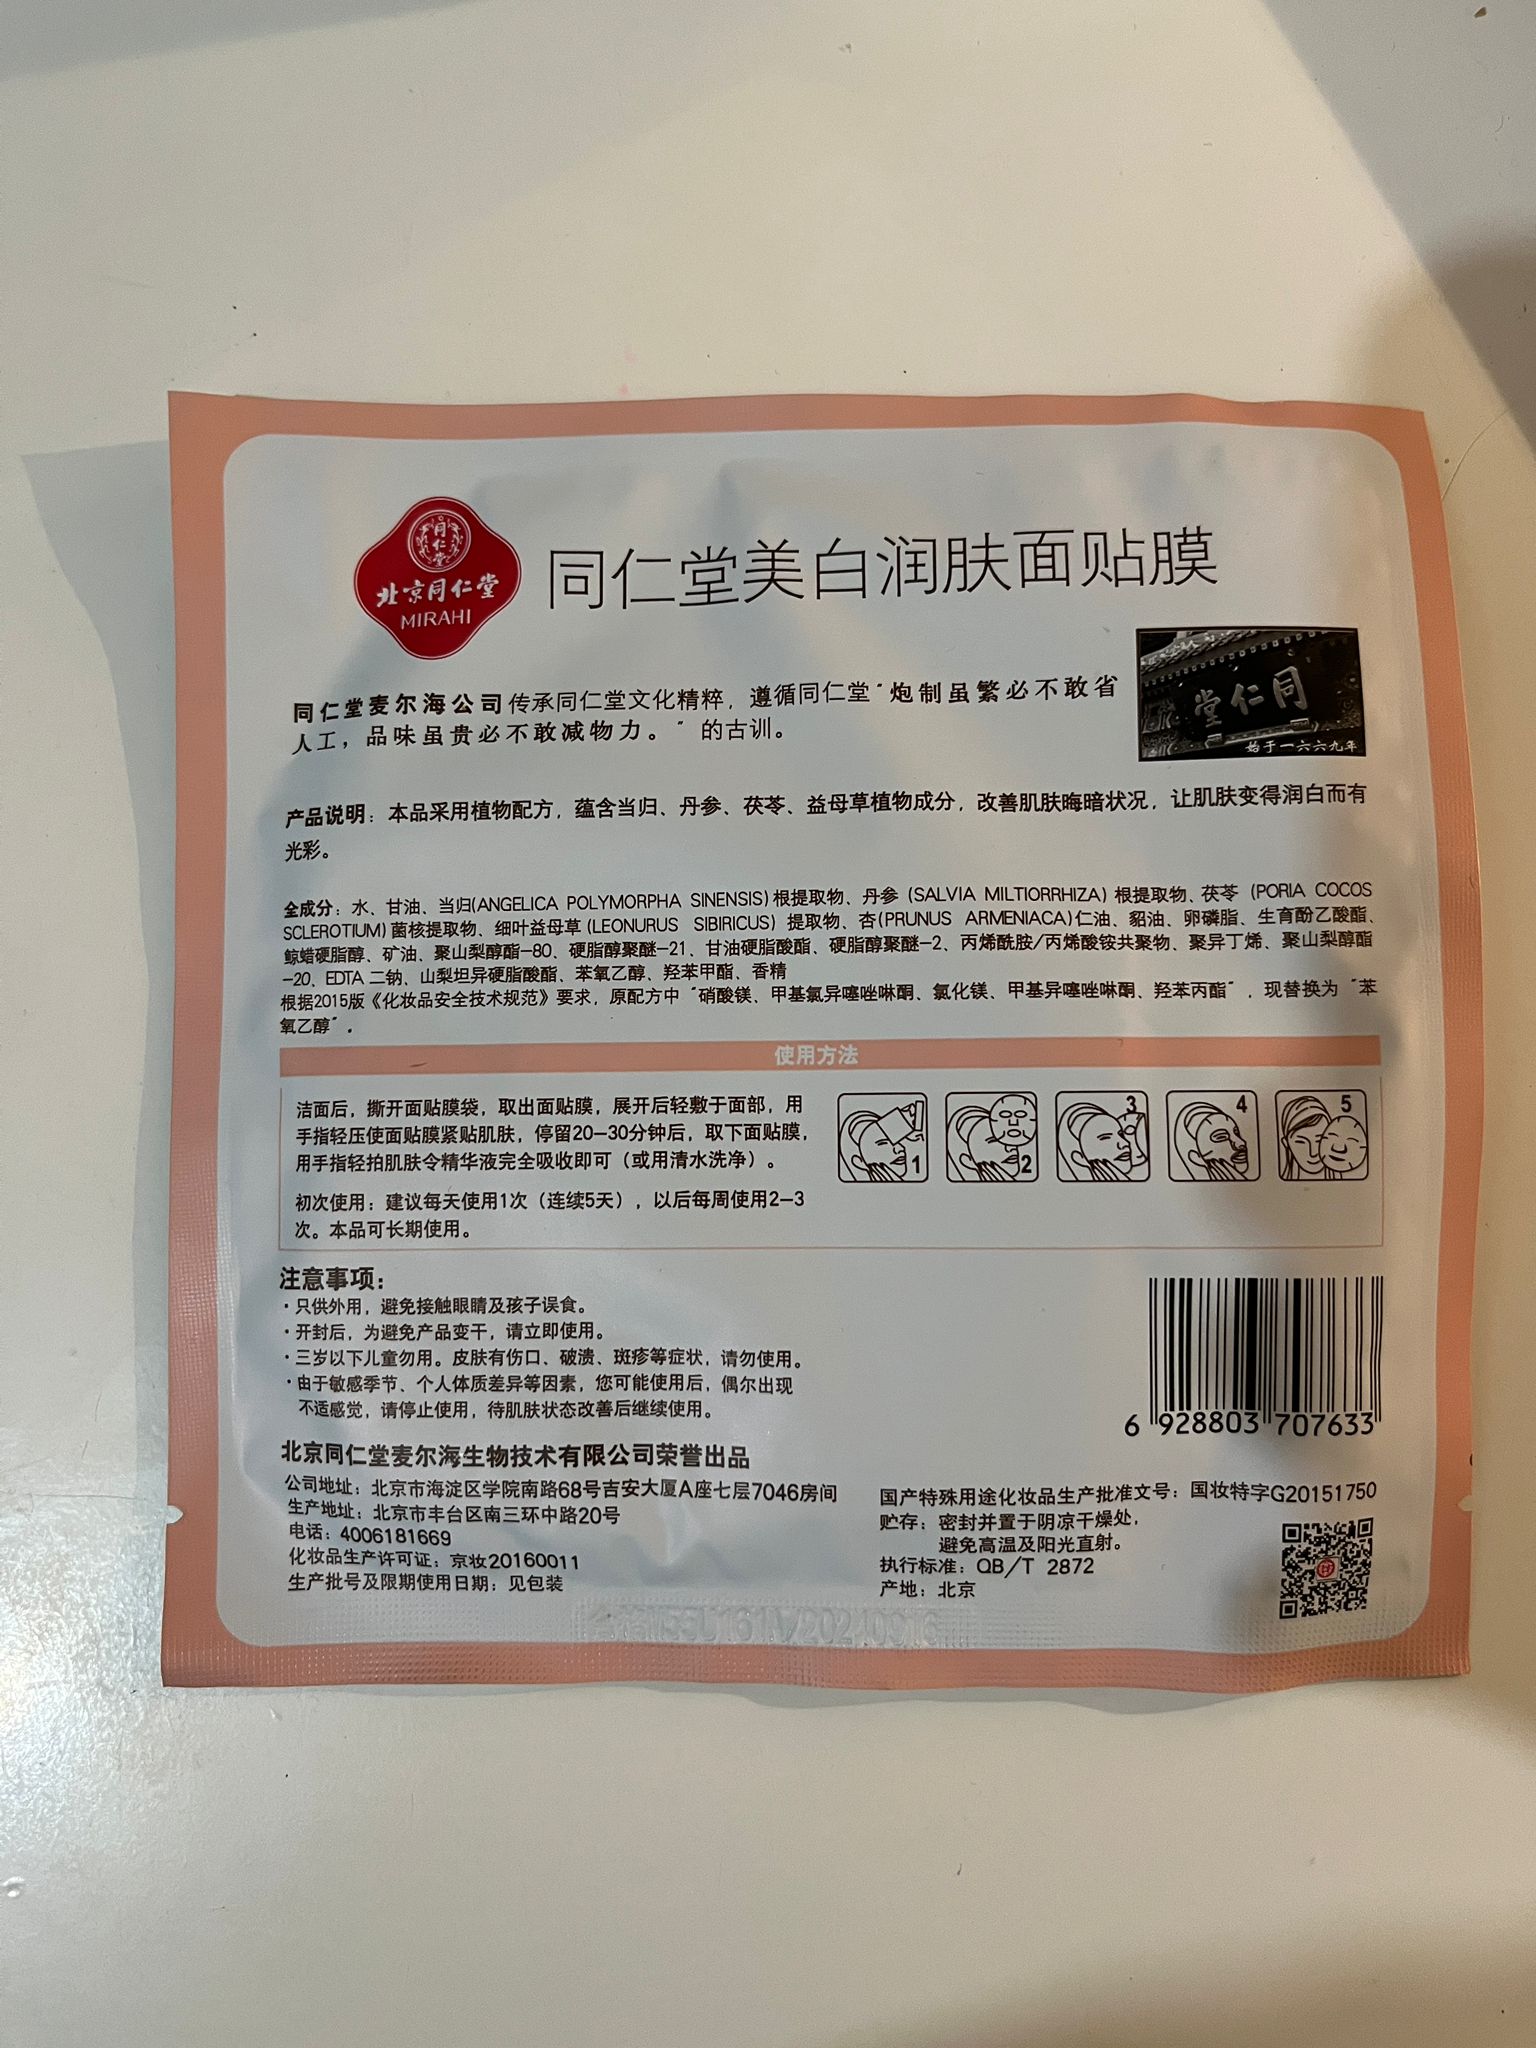 同仁堂
北京同仁堂
MIRAHI
同仁堂美白润肤面贴膜
堂仁同
始于一六六九年
同仁堂麦尔海公司传承同仁堂文化精粹，遵循同仁堂"炮制虽繁必不敢省
人工，品味虽贵必不敢减物力。"的古训。
产品说明：本品采用植物配方，蕴含当归、丹参、茯苓、益母草植物成分，改善肌肤晦暗状况，让肌肤变得润白而有
光彩。
全成分：水、甘油、当归(ANGELICA POLYMORPHA SINENSIS)根提取物、丹参 (SALVIA MILTIORRHIZA) 根提取物、茯苓 (PORIA COCOS
SCLEROTIUM)菌核提取物、细叶益母草(LEONURUS SIBIRICUS) 提取物、杏(PRUNUS ARMENIACA)仁油、貂油、卵磷脂、生育酚乙酸酯、
鲸蜡硬脂醇、矿油、聚山梨醇酯-80、硬脂醇聚醚-21、甘油硬脂酸酯、硬脂醇聚醚-2、丙烯酰胺/丙烯酸铵共聚物、聚异丁烯、聚山梨醇酯
-20、EDTA 二钠、山梨坦异硬脂酸酯、苯氧乙醇、羟苯甲酯、香精
根据2015版《化妆品安全技术规范》要求，原配方中"硝酸镁、甲基氯异噻唑啉酮、氯化镁、甲基异噻唑啉酮、羟苯丙酯"，现替换为"苯
氧乙醇"。
使用方法
洁面后，撕开面贴膜袋，取出面贴膜，展开后轻敷于面部，用
手指轻压使面贴膜紧贴肌肤，停留20-30分钟后，取下面贴膜，
用手指轻拍肌肤令精华液完全吸收即可（或用清水洗净）。
初次使用：建议每天使用1次（连续5天），以后每周使用2-3
次。本品可长期使用。
1 2 3 4 5
注意事项：
·只供外用，避免接触眼睛及孩子误食。
·开封后，为避免产品变干，请立即使用。
·三岁以下儿童勿用。皮肤有伤口、破溃、斑疹等症状，请勿使用。
·由于敏感季节、个人体质差异等因素，您可能使用后，偶尔出现
不适感觉，请停止使用，待肌肤状态改善后继续使用。
6 928803 707633
北京同仁堂麦尔海生物技术有限公司荣誉出品
公司地址：北京市海淀区学院南路68号吉安大厦A座七层7046房间
生产地址：北京市丰台区南三环中路20号
电话：4006181669
化妆品生产许可证：京妆20160011
生产批号及限期使用日期：见包装
国产特殊用途化妆品生产批准文号：国妆特字G20151750
贮存：密封并置于阴凉干燥处，
避免高温及阳光直射。
执行标准：QB/T 2872
产地：北京